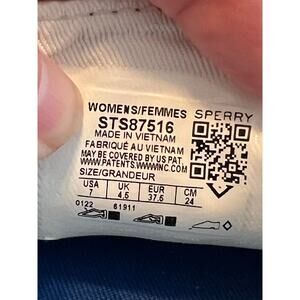 WOMENS/FEMMES SPERRY
STS87516
MADE IN VIETNAM
FABRIQUÉ AU VIETNAM
MAY BE COVERED BY US PAT.
WWW.PATENTS.WWWINC.COM
SIZE/GRANDEUR
USA UK EUR CM
7 4.5 37.5 24
0122 61911